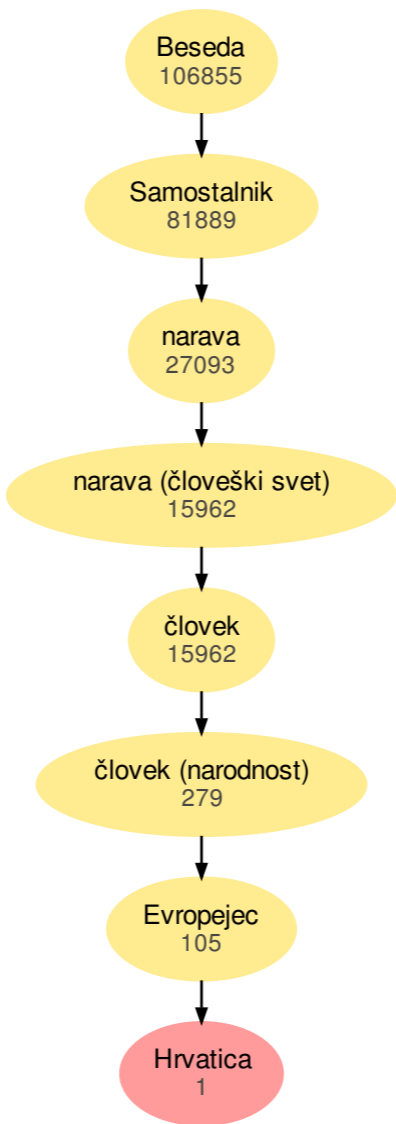 Beseda
106855
Samostalnik
81889
narava
27093
narava (človeški svet)
15962
človek
15962
človek (narodnost)
279
Evropejec
105
Hrvatica
1